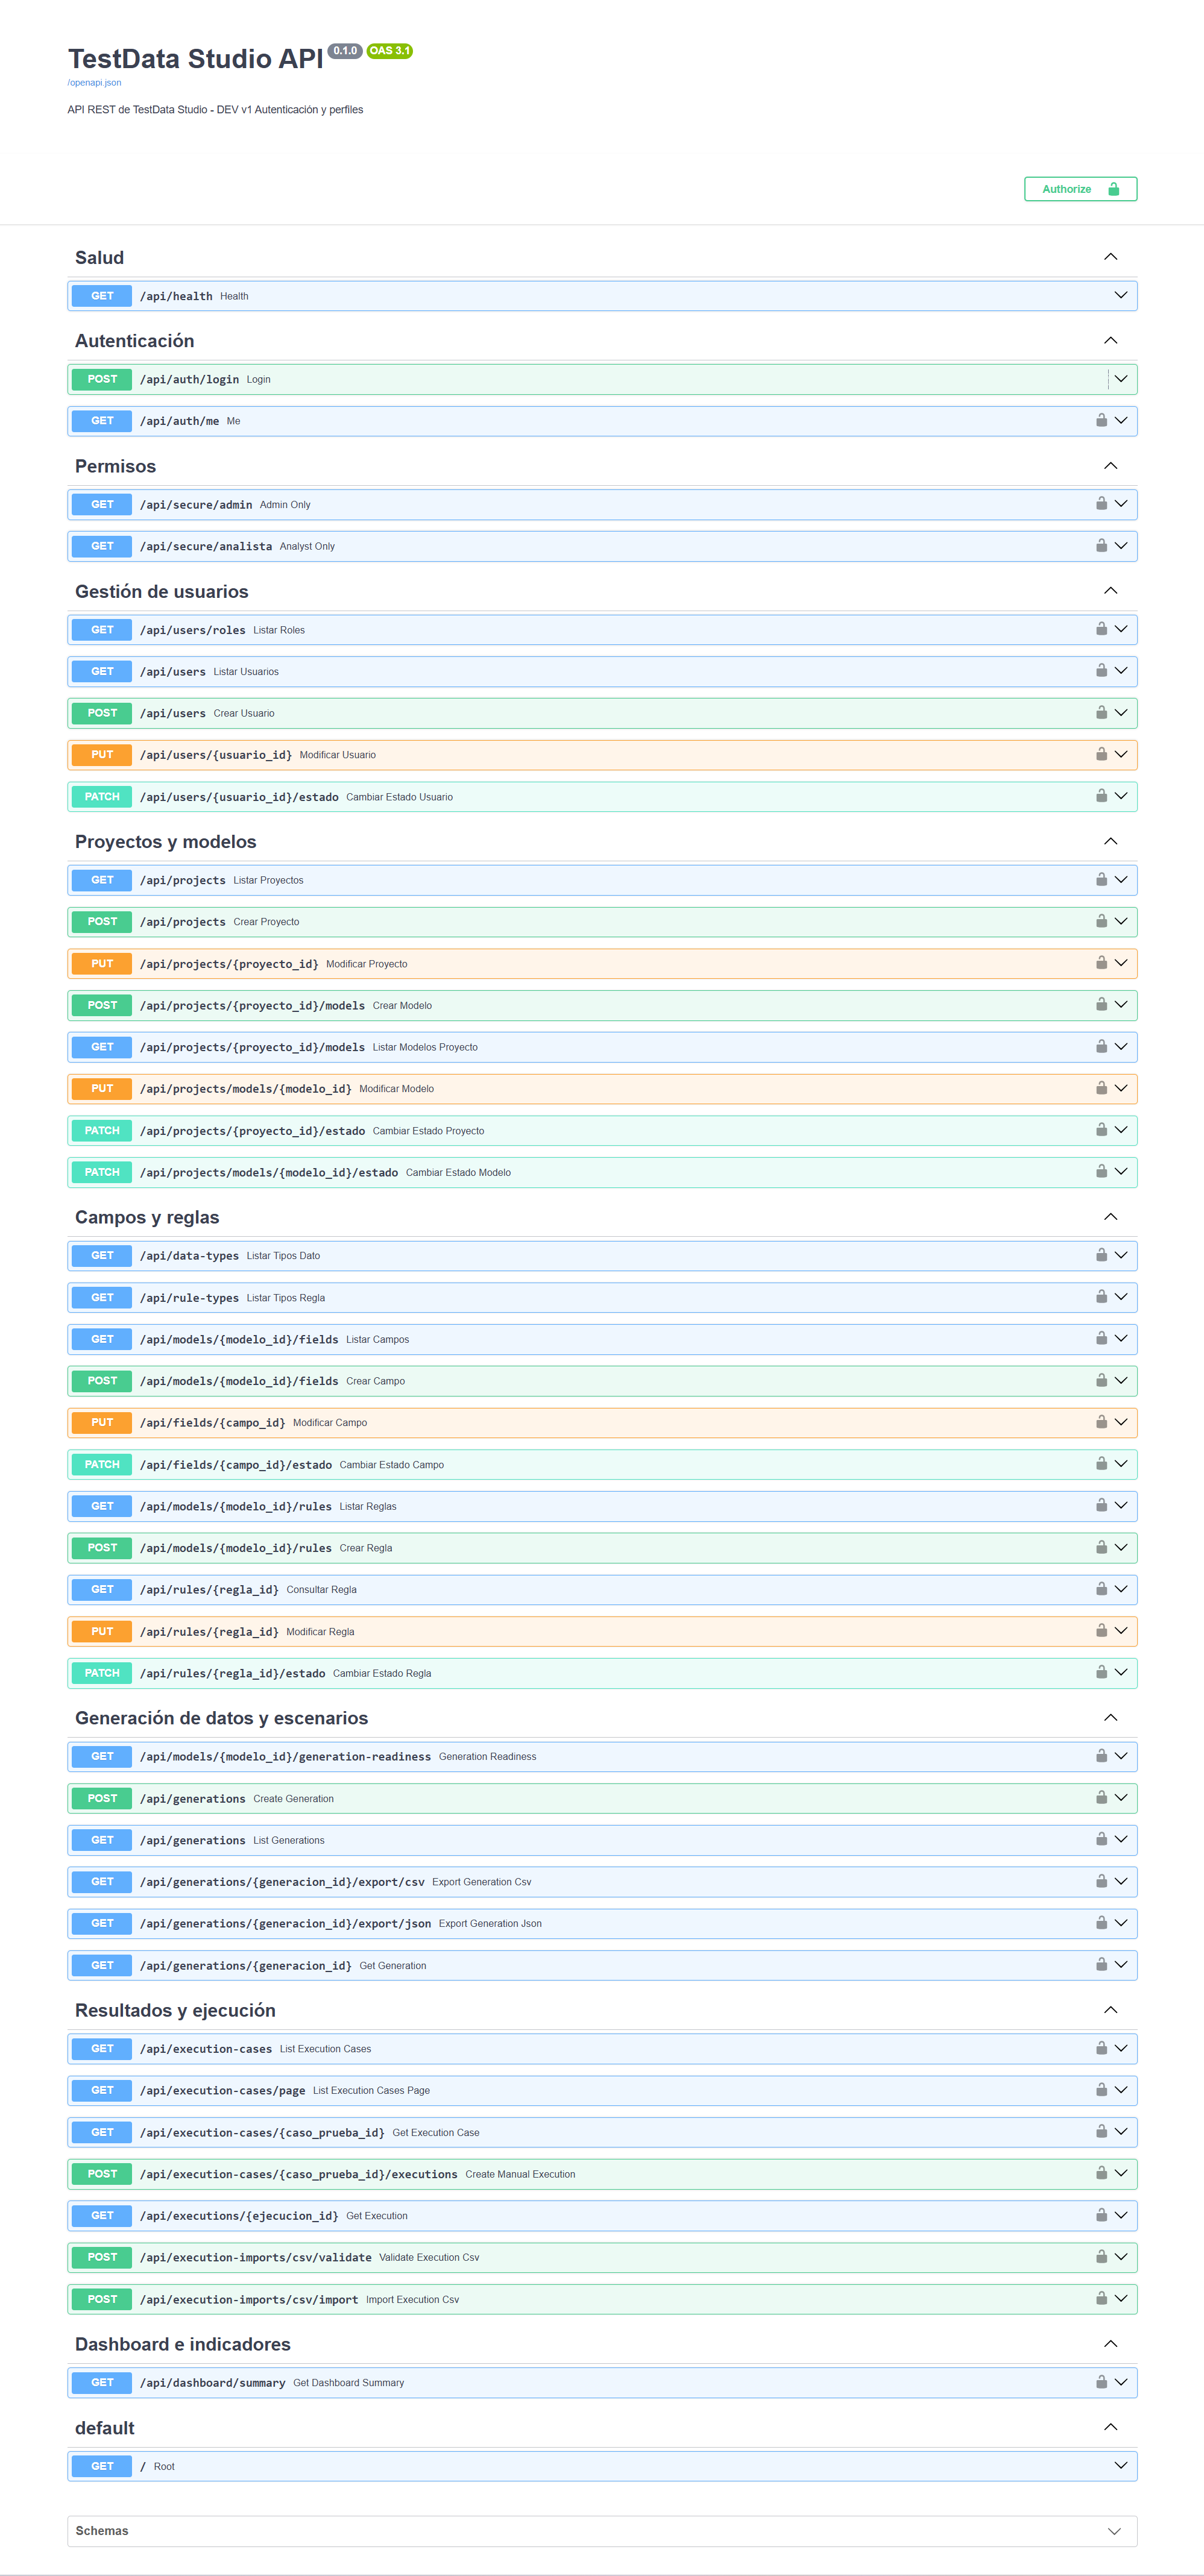 TestData Studio API 0.1.0 OAS 3.1
/openapi.json
API REST de TestData Studio - DEV v1 Autenticación y perfiles
Authorize
Salud
GET /api/health Health
Autenticación
POST /api/auth/login Login
GET /api/auth/me Me
Permisos
GET /api/secure/admin Admin Only
GET /api/secure/analista Analyst Only
Gestión de usuarios
GET /api/users/roles Listar Roles
GET /api/users Listar Usuarios
POST /api/users Crear Usuario
PUT /api/users/{usuario_id} Modificar Usuario
PATCH /api/users/{usuario_id}/estado Cambiar Estado Usuario
Proyectos y modelos
GET /api/projects Listar Proyectos
POST /api/projects Crear Proyecto
PUT /api/projects/{proyecto_id} Modificar Proyecto
POST /api/projects/{proyecto_id}/models Crear Modelo
GET /api/projects/{proyecto_id}/models Listar Modelos Proyecto
PUT /api/projects/models/{modelo_id} Modificar Modelo
PATCH /api/projects/{proyecto_id}/estado Cambiar Estado Proyecto
PATCH /api/projects/models/{modelo_id}/estado Cambiar Estado Modelo
Campos y reglas
GET /api/data-types Listar Tipos Dato
GET /api/rule-types Listar Tipos Regla
GET /api/models/{modelo_id}/fields Listar Campos
POST /api/models/{modelo_id}/fields Crear Campo
PUT /api/fields/{campo_id} Modificar Campo
PATCH /api/fields/{campo_id}/estado Cambiar Estado Campo
GET /api/models/{modelo_id}/rules Listar Reglas
POST /api/models/{modelo_id}/rules Crear Regla
GET /api/rules/{regla_id} Consultar Regla
PUT /api/rules/{regla_id} Modificar Regla
PATCH /api/rules/{regla_id}/estado Cambiar Estado Regla
Generación de datos y escenarios
GET /api/models/{modelo_id}/generation-readiness Generation Readiness
POST /api/generations Create Generation
GET /api/generations List Generations
GET /api/generations/{generacion_id}/export/csv Export Generation Csv
GET /api/generations/{generacion_id}/export/json Export Generation Json
GET /api/generations/{generacion_id} Get Generation
Resultados y ejecución
GET /api/execution-cases List Execution Cases
GET /api/execution-cases/page List Execution Cases Page
GET /api/execution-cases/{caso_prueba_id} Get Execution Case
POST /api/execution-cases/{caso_prueba_id}/executions Create Manual Execution
GET /api/executions/{ejecucion_id} Get Execution
POST /api/execution-imports/csv/validate Validate Execution Csv
POST /api/execution-imports/csv/import Import Execution Csv
Dashboard e indicadores
GET /api/dashboard/summary Get Dashboard Summary
default
GET / Root
Schemas